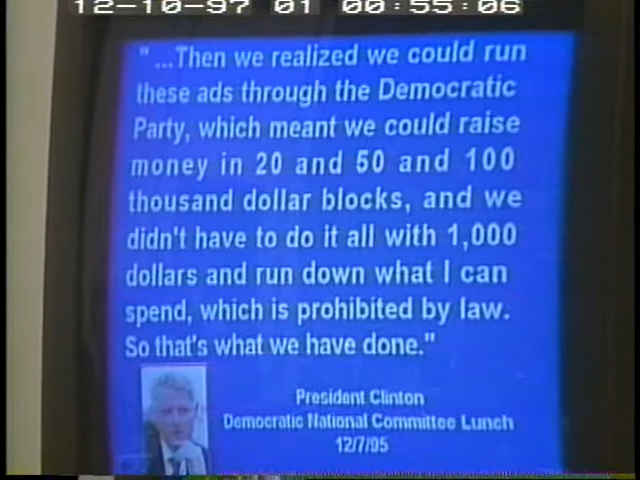 12-10-97 01 00:55:06
"...Then we realized we could run
these ads through the Democratic
Party, which meant we could raise
money in 20 and 50 and 100
thousand dollar blocks, and we
didn't have to do it all with 1,000
dollars and run down what I can
spend, which is prohibited by law.
So that's what we have done."
President Clinton
Democratic National Committee Lunch
12/7/95